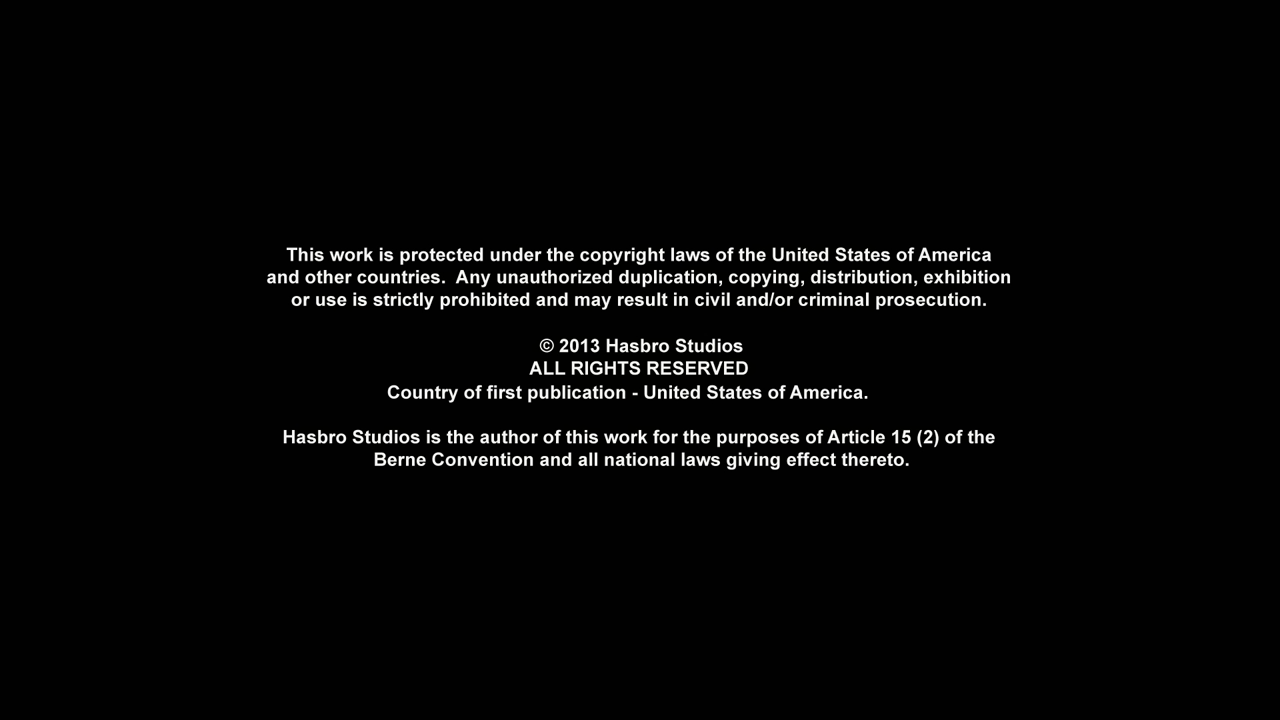 This work is protected under the copyright laws of the United States of America
and other countries.  Any unauthorized duplication, copying, distribution, exhibition
or use is strictly prohibited and may result in civil and/or criminal prosecution.
© 2013 Hasbro Studios
ALL RIGHTS RESERVED
Country of first publication - United States of America.
Hasbro Studios is the author of this work for the purposes of Article 15 (2) of the
Berne Convention and all national laws giving effect thereto.